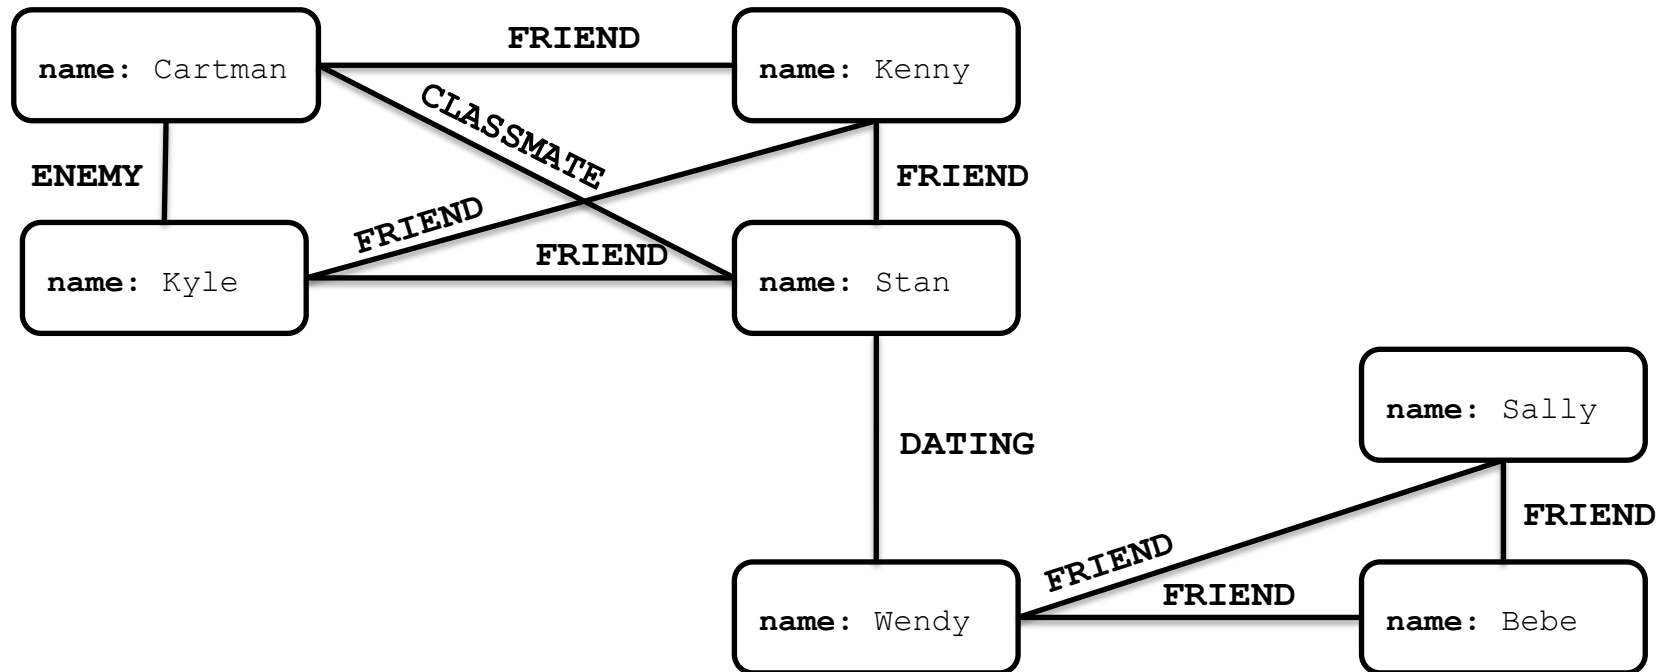 FRIEND
name: Cartman
name: Kenny
CLASSMATE
ENEMY
FRIEND
FRIEND
FRIEND
name: Kyle
name: Stan
name: Sally
DATING
FRIEND
FRIEND
FRIEND
name: Wendy
name: Bebe